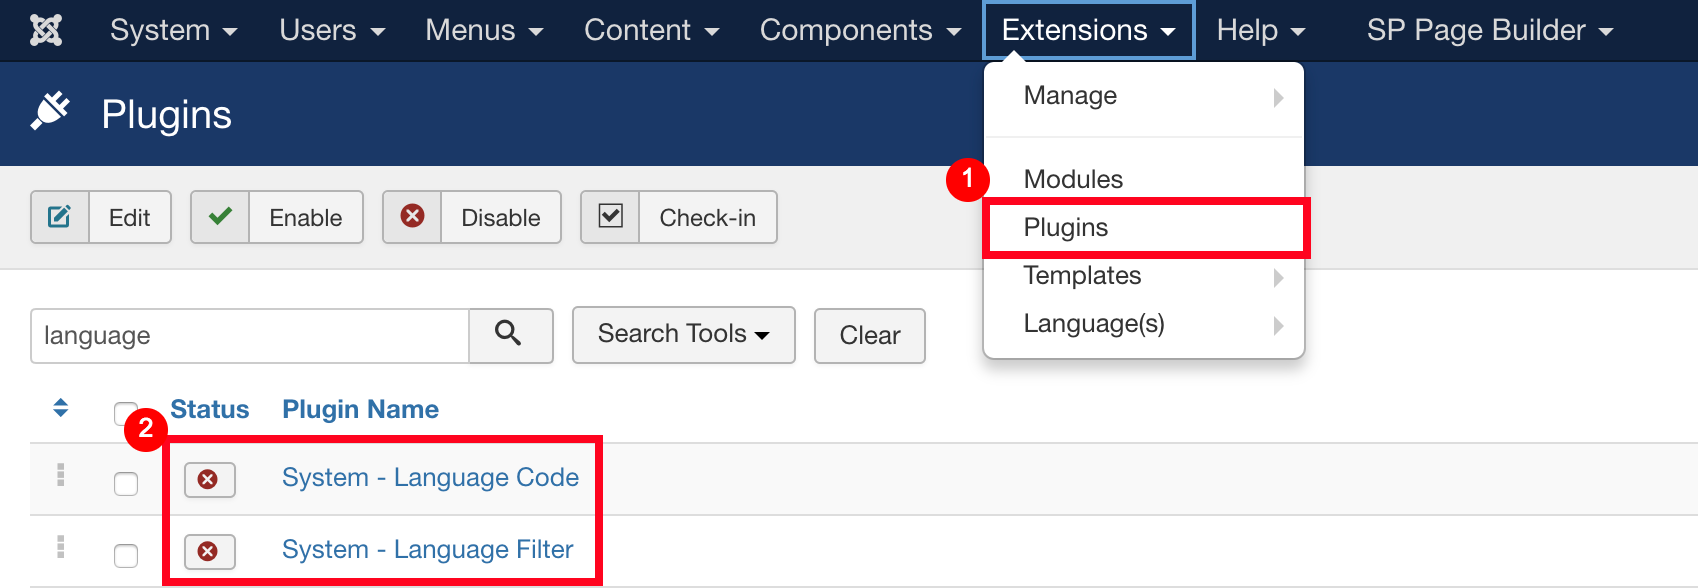 System Users Menus Content Components Extensions Help SP Page Builder
Plugins
Manage
Modules
1
Plugins
Templates
Language(s)
Edit Enable Disable Check-in
language Search Tools Clear
Status Plugin Name
2
System - Language Code
System - Language Filter